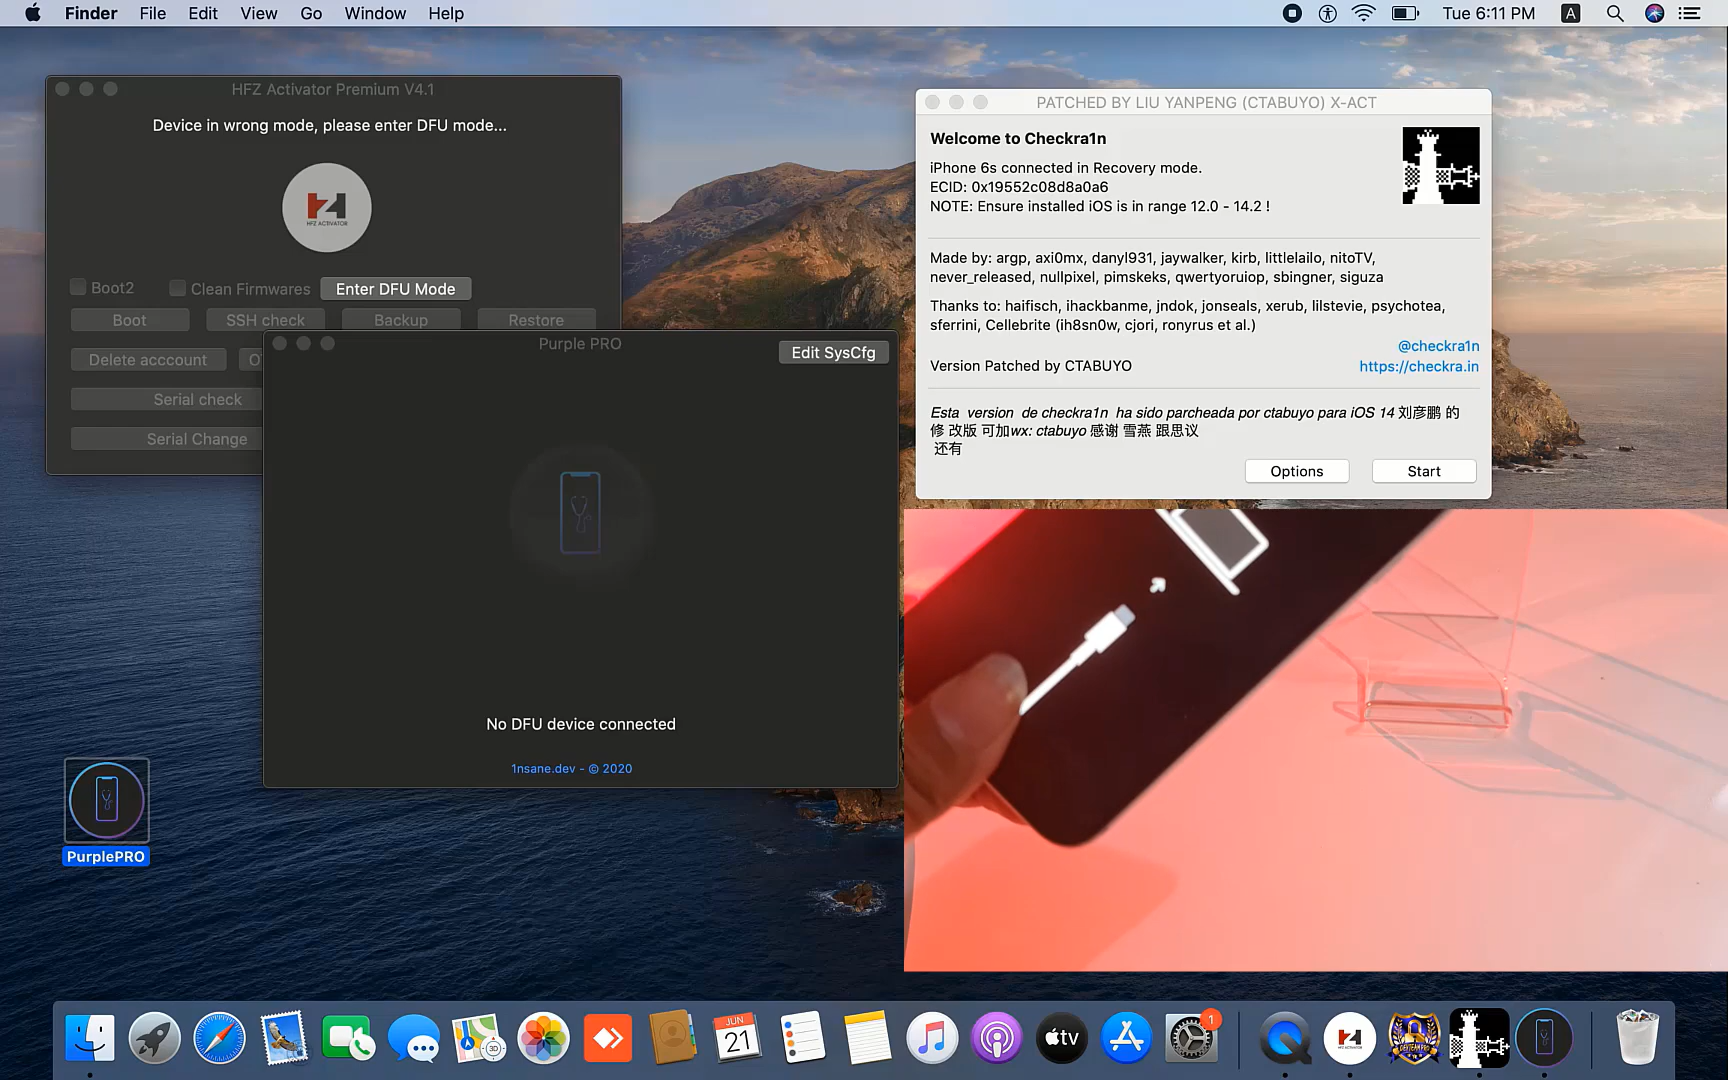 Finder File Edit View Go Window Help
Tue 6:11 PM
A
HFZ Activator Premium V4.1
Device in wrong mode, please enter DFU mode...
HFZ ACTIVATOR
Boot2
Clean Firmwares
Enter DFU Mode
Boot
SSH check
Backup
Restore
Delete acccount
Serial check
Serial Change
Purple PRO
Edit SysCfg
No DFU device connected
1nsane.dev - © 2020
PATCHED BY LIU YANPENG (CTABUYO) X-ACT
Welcome to Checkra1n
iPhone 6s connected in Recovery mode.
ECID: 0x19552c08d8a0a6
NOTE: Ensure installed iOS is in range 12.0 - 14.2 !
Made by: argp, axi0mx, danyl931, jaywalker, kirb, littlelailo, nitoTV,
never_released, nullpixel, pimskeks, qwertyoruiop, sbingner, siguza
Thanks to: haifisch, ihackbanme, jndok, jonseals, xerub, lilstevie, psychotea,
sferrini, Cellebrite (ih8sn0w, cjori, ronyrus et al.)
@checkra1n
Version Patched by CTABUYO
https://checkra.in
Esta version de checkra1n ha sido parcheada por ctabuyo para iOS 14 刘彦鹏 的
修 改版 可加wx: ctabuyo 感谢 雪燕 跟思议
还有
Options
Start
PurplePRO
3D
JUN
21
tv
1